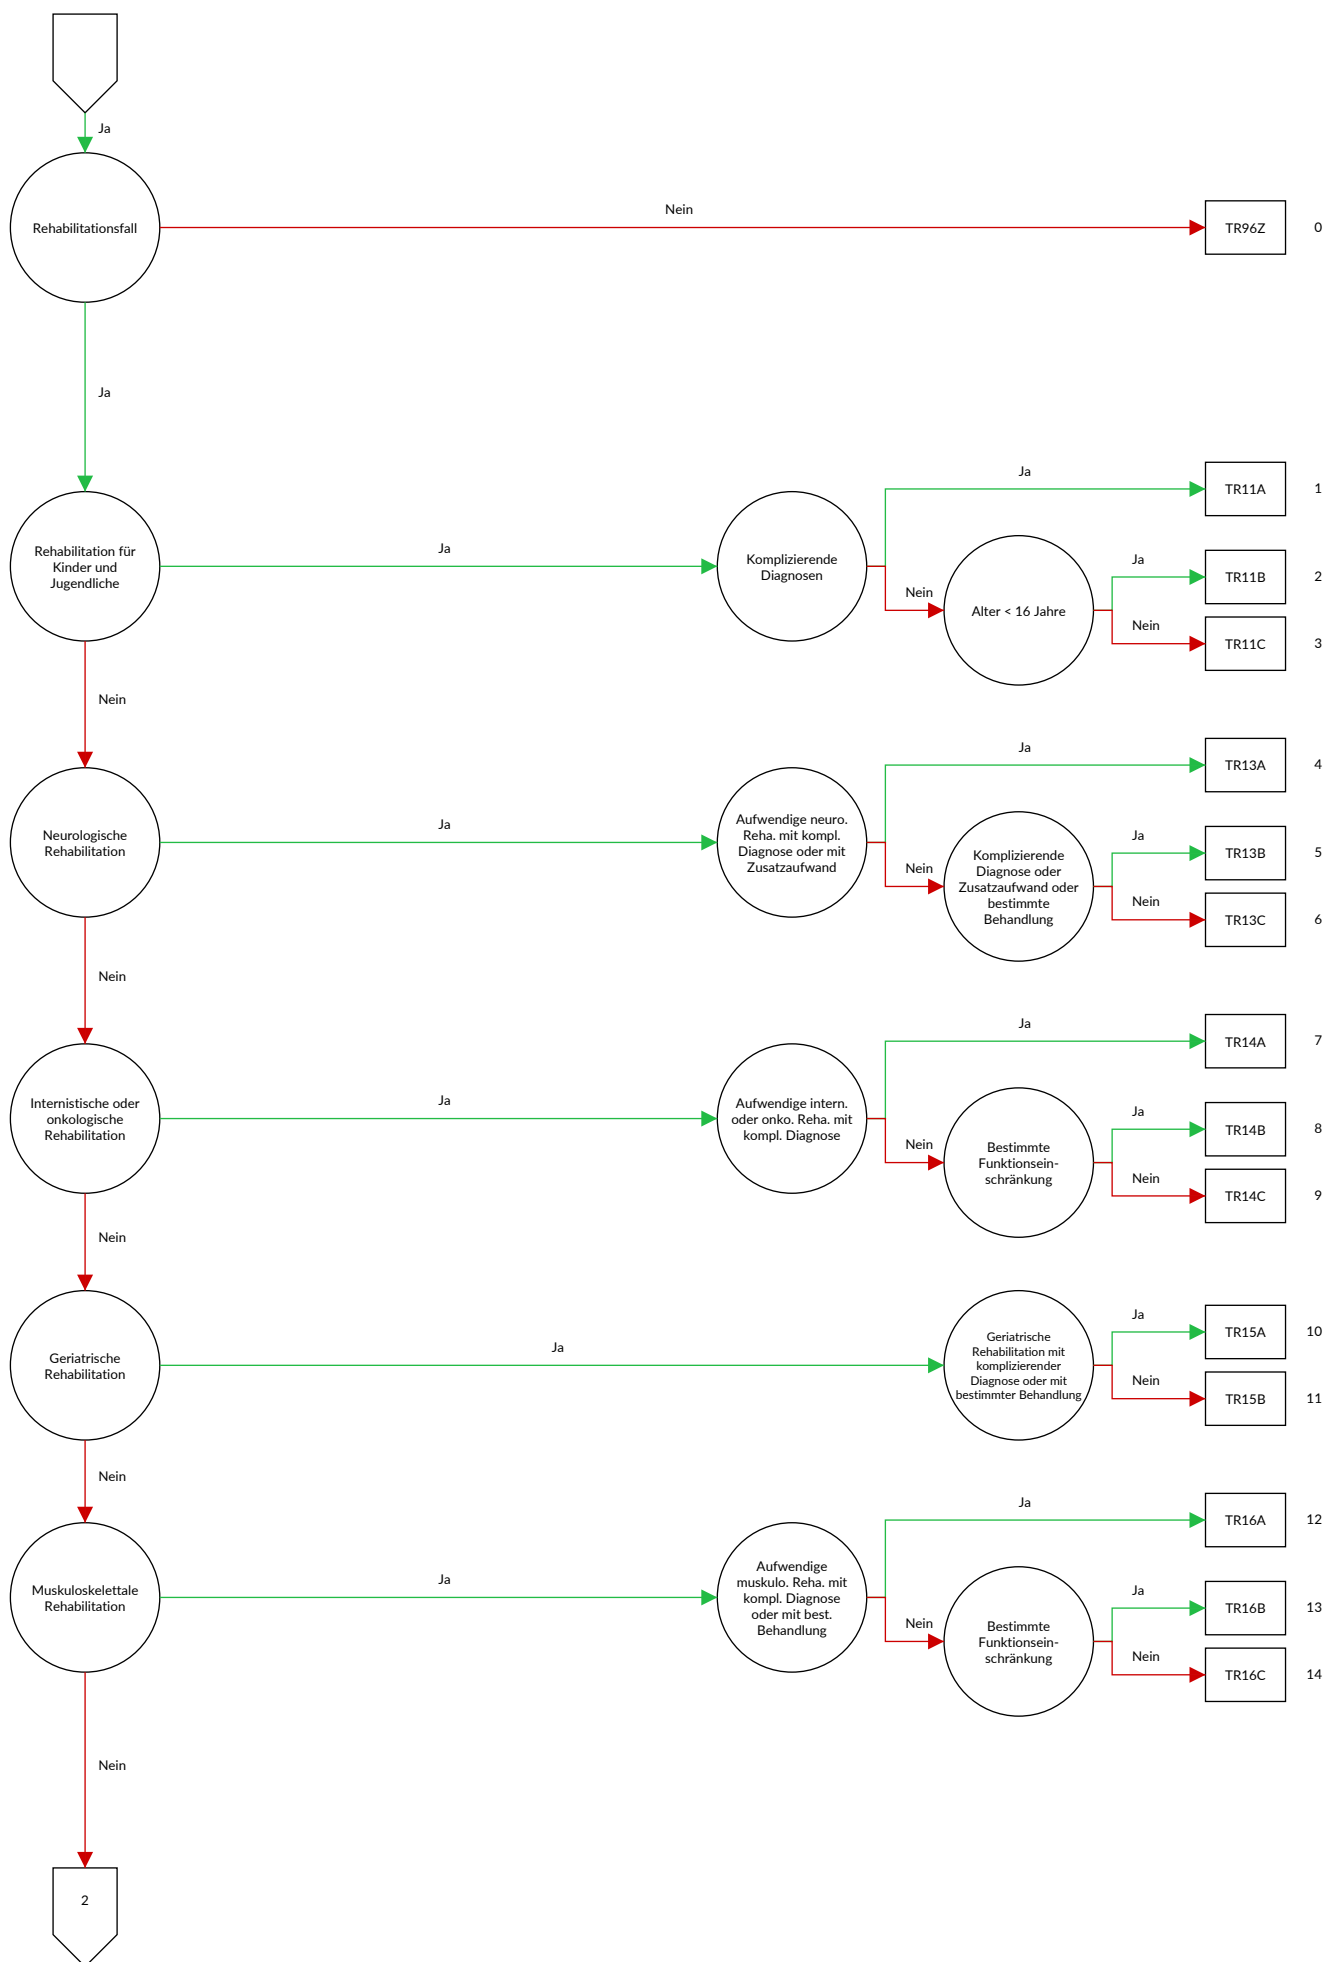 Ja
Rehabilitationsfall
Nein
TR96Z
0
Ja
Rehabilitation für
Kinder und
Jugendliche
Ja
Komplizierende
Diagnosen
Ja
TR11A
1
Nein
Alter < 16 Jahre
Ja
TR11B
2
Nein
TR11C
3
Nein
Neurologische
Rehabilitation
Ja
Aufwendige neuro.
Reha. mit kompl.
Diagnose oder mit
Zusatzaufwand
Ja
TR13A
4
Nein
Komplizierende
Diagnose oder
Zusatzaufwand oder
bestimmte
Behandlung
Ja
TR13B
5
Nein
TR13C
6
Nein
Internistische oder
onkologische
Rehabilitation
Ja
Aufwendige intern.
oder onko. Reha. mit
kompl. Diagnose
Ja
TR14A
7
Nein
Bestimmte
Funktionsein-
schränkung
Ja
TR14B
8
Nein
TR14C
9
Nein
Geriatrische
Rehabilitation
Ja
Geriatrische
Rehabilitation mit
komplizierender
Diagnose oder mit
bestimmter Behandlung
Ja
TR15A
10
Nein
TR15B
11
Nein
Muskuloskelettale
Rehabilitation
Ja
Aufwendige
muskulo. Reha. mit
kompl. Diagnose
oder mit best.
Behandlung
Ja
TR16A
12
Nein
Bestimmte
Funktionsein-
schränkung
Ja
TR16B
13
Nein
TR16C
14
Nein
2